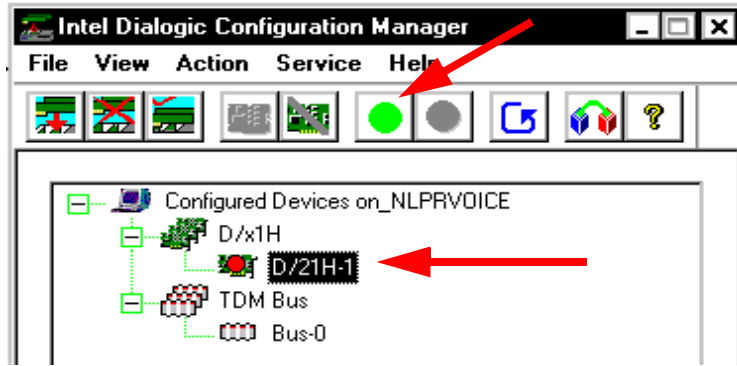 Intel Dialogic Configuration Manager
File View Action Service Help
?
Configured Devices on_NLPRVOICE
D/x1H
D/21H-1
TDM Bus
Bus-0